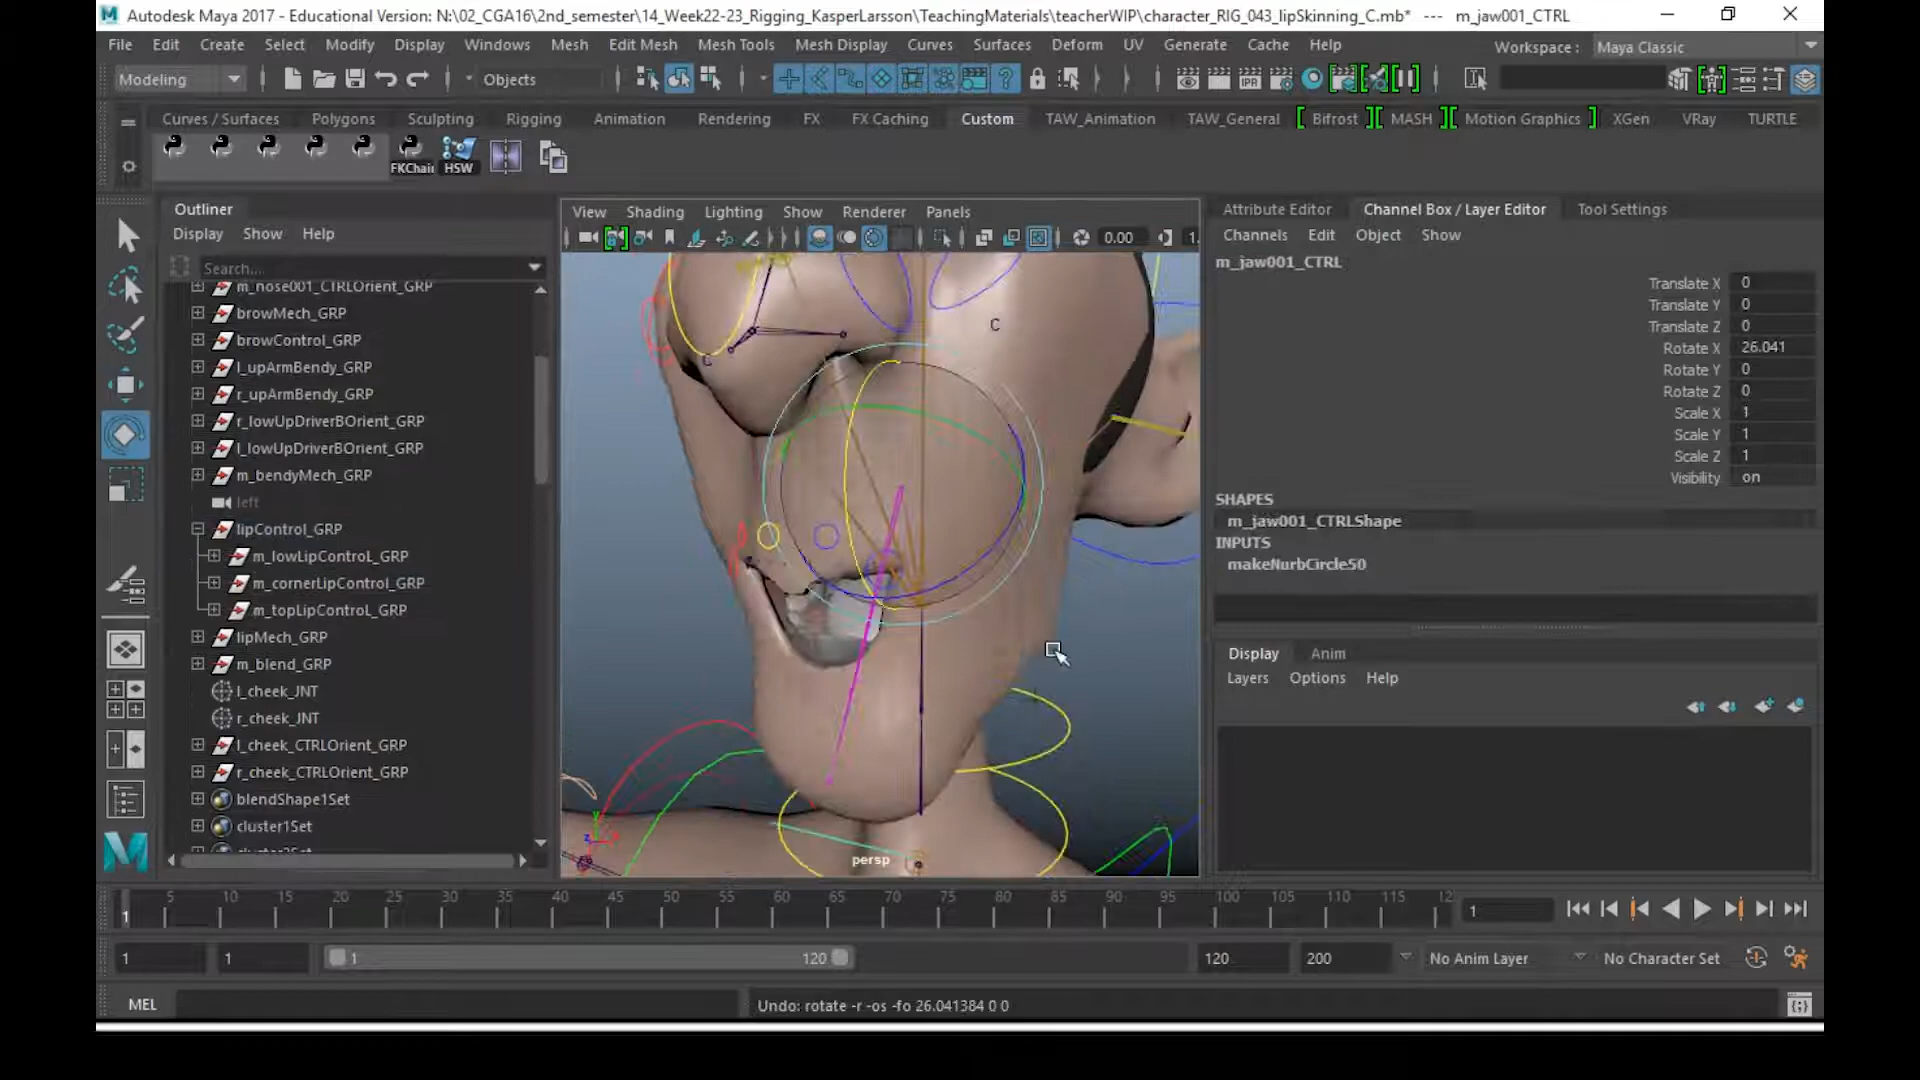 Autodesk Maya 2017 - Educational Version: N:\02_CGA16\2nd_semester\14_Week22-23_Rigging_KasperLarsson\TeachingMaterials\teacherWIP\character_RIG_043_lipSkinning_C.mb* --- m_jaw001_CTRL
File Edit Create Select Modify Display Windows Mesh Edit Mesh Mesh Tools Mesh Display Curves Surfaces Deform UV Generate Cache Help Workspace : Maya Classic
Modeling Objects
Curves / Surfaces Polygons Sculpting Rigging Animation Rendering FX FX Caching Custom TAW_Animation TAW_General Bifrost MASH Motion Graphics XGen VRay TURTLE
FKChair HSW
Outliner
Display Show Help
Search...
m_nose001_CTRLOrient_GRP
browMech_GRP
browControl_GRP
l_upArmBendy_GRP
r_upArmBendy_GRP
r_lowUpDriverBOrient_GRP
l_lowUpDriverBOrient_GRP
m_bendyMech_GRP
left
lipControl_GRP
m_lowLipControL_GRP
m_cornerLipControl_GRP
m_topLipControL_GRP
lipMech_GRP
m_blend_GRP
l_cheek_JNT
r_cheek_JNT
l_cheek_CTRLOrient_GRP
r_cheek_CTRLOrient_GRP
blendShape1Set
cluster1Set
View Shading Lighting Show Renderer Panels
0.00 1.
C
C
persp
Attribute Editor Channel Box / Layer Editor Tool Settings
Channels Edit Object Show
m_jaw001_CTRL
Translate X 0
Translate Y 0
Translate Z 0
Rotate X 26.041
Rotate Y 0
Rotate Z 0
Scale X 1
Scale Y 1
Scale Z 1
Visibility on
SHAPES
m_jaw001_CTRLShape
INPUTS
makeNurbCircle50
Display Anim
Layers Options Help
5 10 15 20 25 30 35 40 45 50 55 60 65 70 75 80 85 90 95 100 105 110 115 12
1 1
1 1 1 120 120 200 No Anim Layer No Character Set
MEL Undo: rotate -r -os -fo 26.041384 0 0